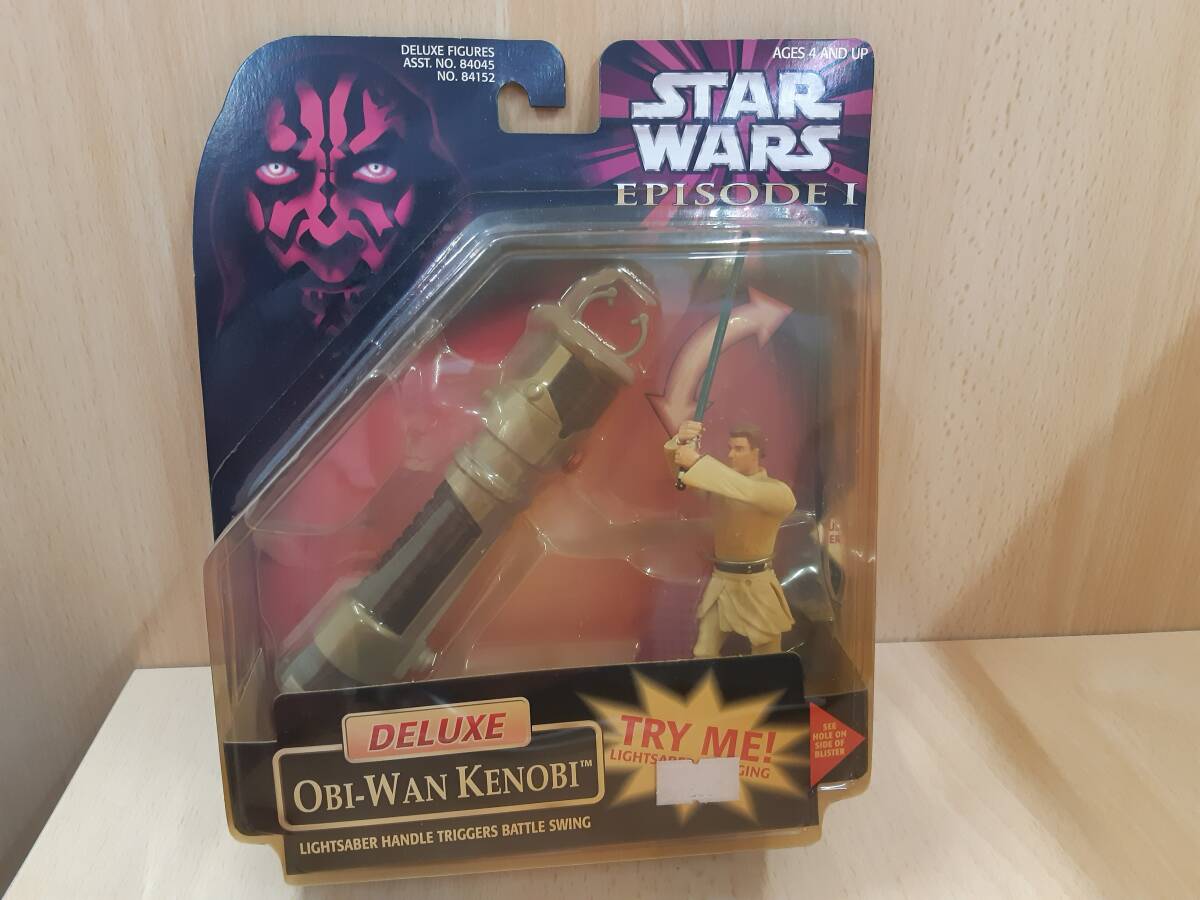 DELUXE FIGURES
ASST. NO. 84045
NO. 84152
AGES 4 AND UP
STAR
WARS
EPISODE I
DELUXE
OBI-WAN KENOBI™
LIGHTSABER HANDLE TRIGGERS BATTLE SWING
TRY ME!
SEE
HOLE ON
SIDE OF
BLISTER